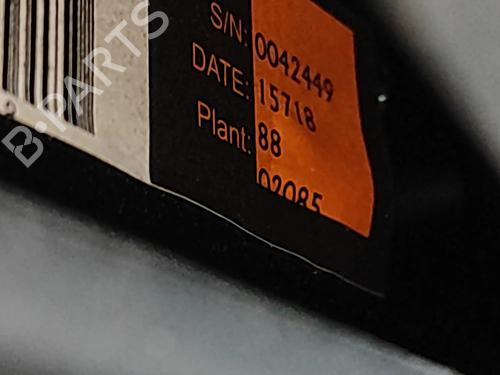 S/N: 0042449
DATE: 15718
Plant: 88
02085
B-PARTS